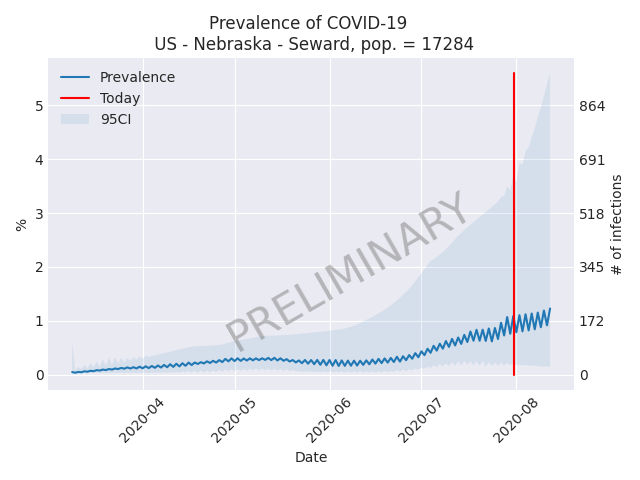 Prevalence of COVID-19
US - Nebraska - Seward, pop. = 17284
Prevalence
Today
95CI
PRELIMINARY
%
5
4
3
2
1
0
864
691
518
345
172
0
# of infections
2020-04
2020-05
2020-06
2020-07
2020-08
Date